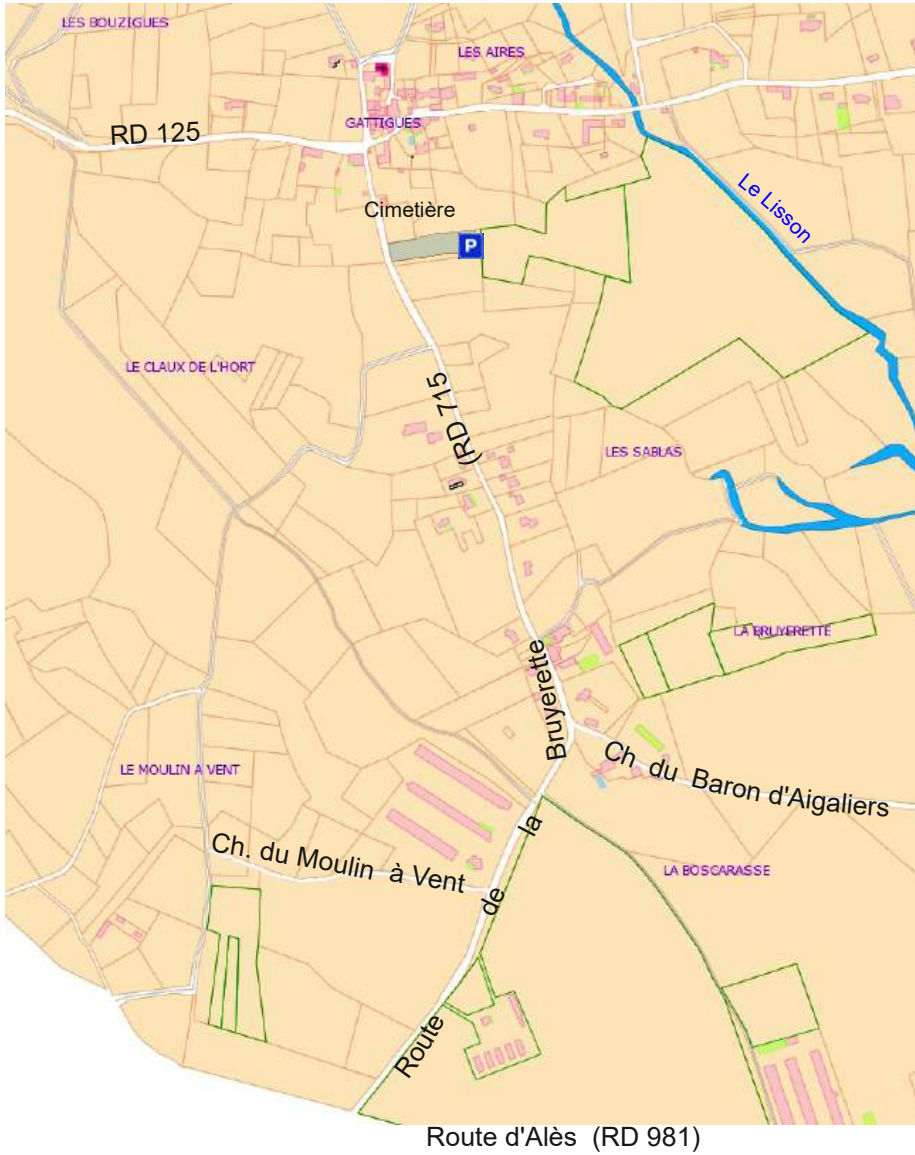 LES BOUZIGUES
LES AIRES
RD 125
GATTIGUES
Le Lisson
Cimetière
P
LE CLAUX DE L'HORT
(RD 715
LES SABLAS
LA BRUYERETTE
Route de la Bruyerette
Ch. du Baron d'Aigaliers
LE MOULIN A VENT
Ch. du Moulin à Vent
LA BOSCARASSE
Route d'Alès (RD 981)